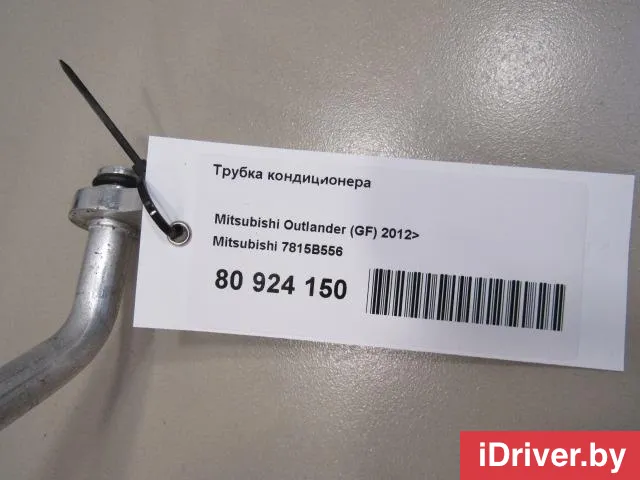 Трубка кондиционера
Mitsubishi Outlander (GF) 2012>
Mitsubishi 7815B556
80 924 150
iDriver.by